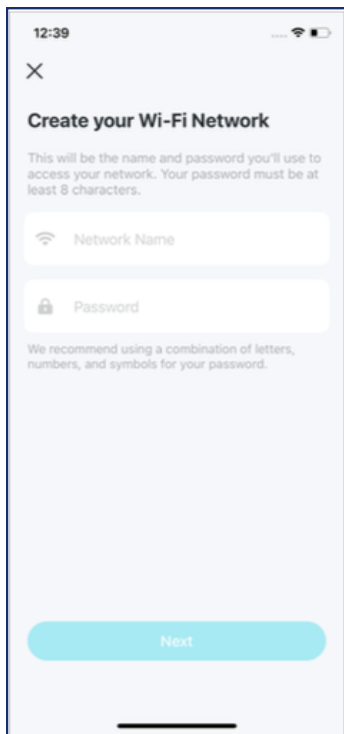 12:39
Create your Wi-Fi Network
This will be the name and password you'll use to
access your network. Your password must be at
least 8 characters.
Network Name
Password
We recommend using a combination of letters,
numbers, and symbols for your password.
Next